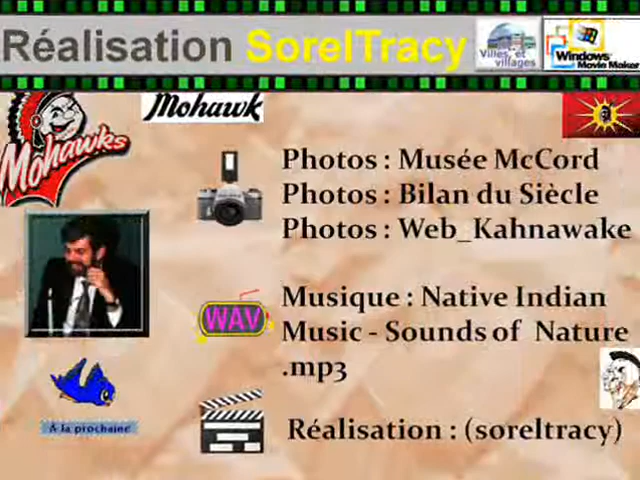 Réalisation SorelTracy
Villes et
villages
Windows
Movie Maker
Mohawk
Mohawks
Photos : Musée McCord
Photos : Bilan du Siècle
Photos : Web_Kahnawake
Musique : Native Indian
WAV
Music - Sounds of Nature
.mp3
A la prochaine
Réalisation : (soreltracy)